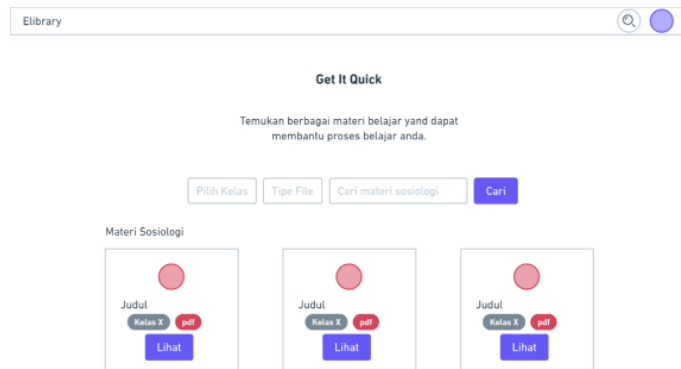 Elibrary
Get It Quick
Temukan berbagai materi belajar yand dapat
membantu proses belajar anda.
Pilih Kelas Tipe File Cari materi sosiologi Cari
Materi Sosiologi
Judul Judul Judul
Kelas X pdf Kelas X pdf Kelas X pdf
Lihat Lihat Lihat